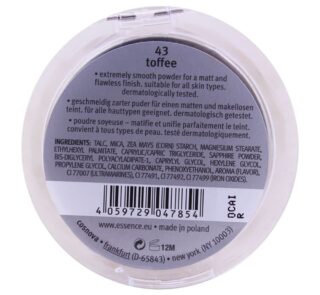 43
toffee
• extremely smooth powder for a matt and
flawless finish. suitable for all skin types.
dermatologically tested.
• geschmeidig zarter puder für einen matten und makellosen
teint. für alle hauttypen geeignet. dermatologisch getestet.
• poudre soyeuse – matifie et unifie parfaitement le teint.
convient à tous types de peau. testé dermatologiquement.
INGREDIENTS: TALC, MICA, ZEA MAYS (CORN) STARCH, MAGNESIUM STEARATE,
ETHYLHEXYL PALMITATE, CAPRYLIC/CAPRIC TRIGLYCERIDE, SAPPHIRE POWDER,
BIS-DIGLYCERYL POLYACYLADIPATE-1, CAPRYLYL GLYCOL, HEXYLENE GLYCOL,
PROPYLENE GLYCOL, CALCIUM CARBONATE, PHENOXYETHANOL, AROMA (FLAVOR),
CI 77007 (ULTRAMARINES), CI 77491, CI 77492, CI 77499 (IRON OXIDES).
4 059729 047854
OCAI
R
www.essence.eu • made in poland
12M
cosnova • frankfurt (D-65843) • new york (NY 10003)